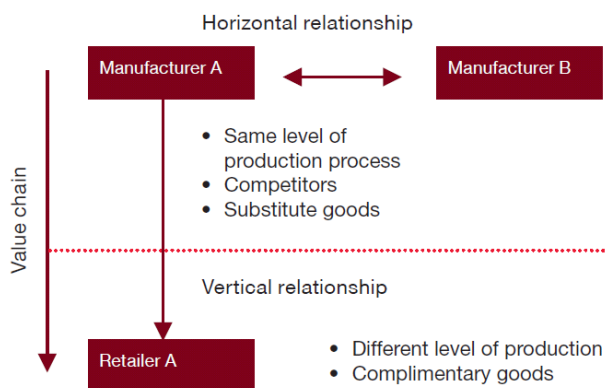 Horizontal relationship
Manufacturer A
Manufacturer B
• Same level of
production process
• Competitors
• Substitute goods
Value chain
Vertical relationship
Retailer A
• Different level of production
• Complimentary goods